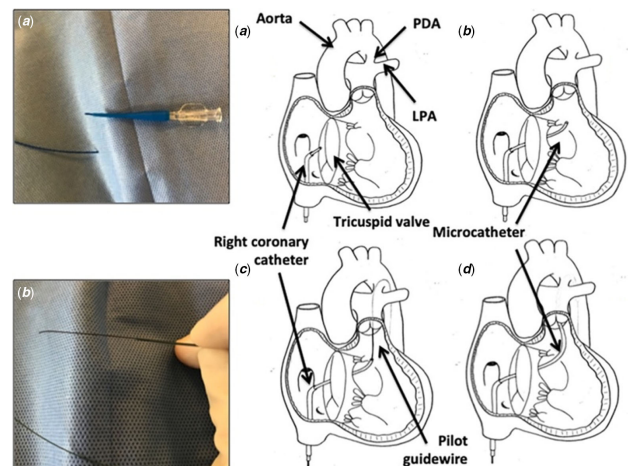 (a)
(a)
Aorta
PDA
(b)
LPA
Tricuspid valve
Microcatheter
Right coronary
catheter
(c)
(d)
(b)
Pilot
guidewire